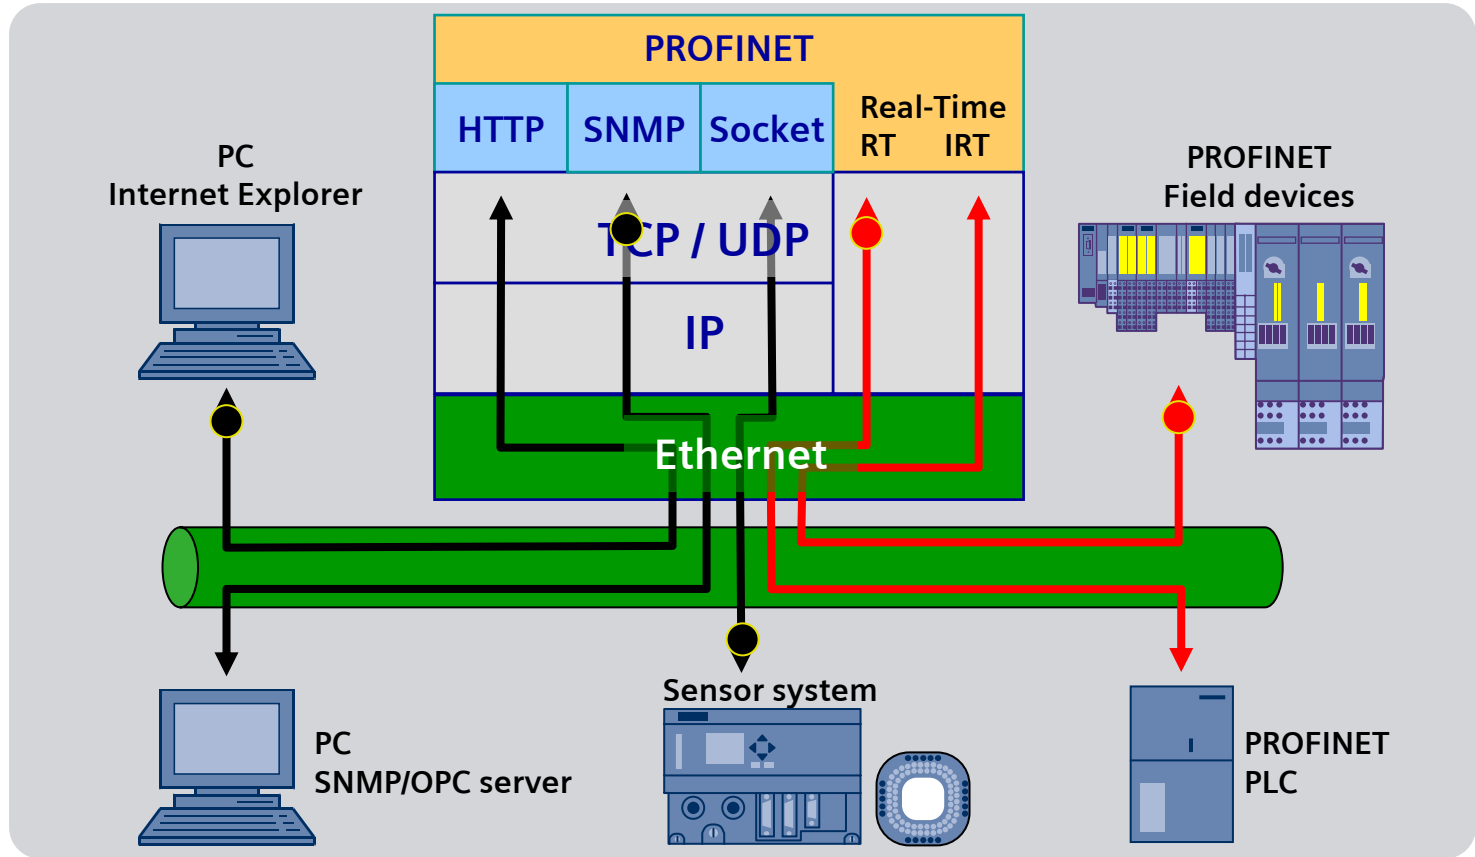 PROFINET
HTTP
SNMP
Socket
Real-Time
RT IRT
PC
Internet Explorer
PROFINET
Field devices
TCP / UDP
IP
Ethernet
Sensor system
PC
SNMP/OPC server
PROFINET
PLC